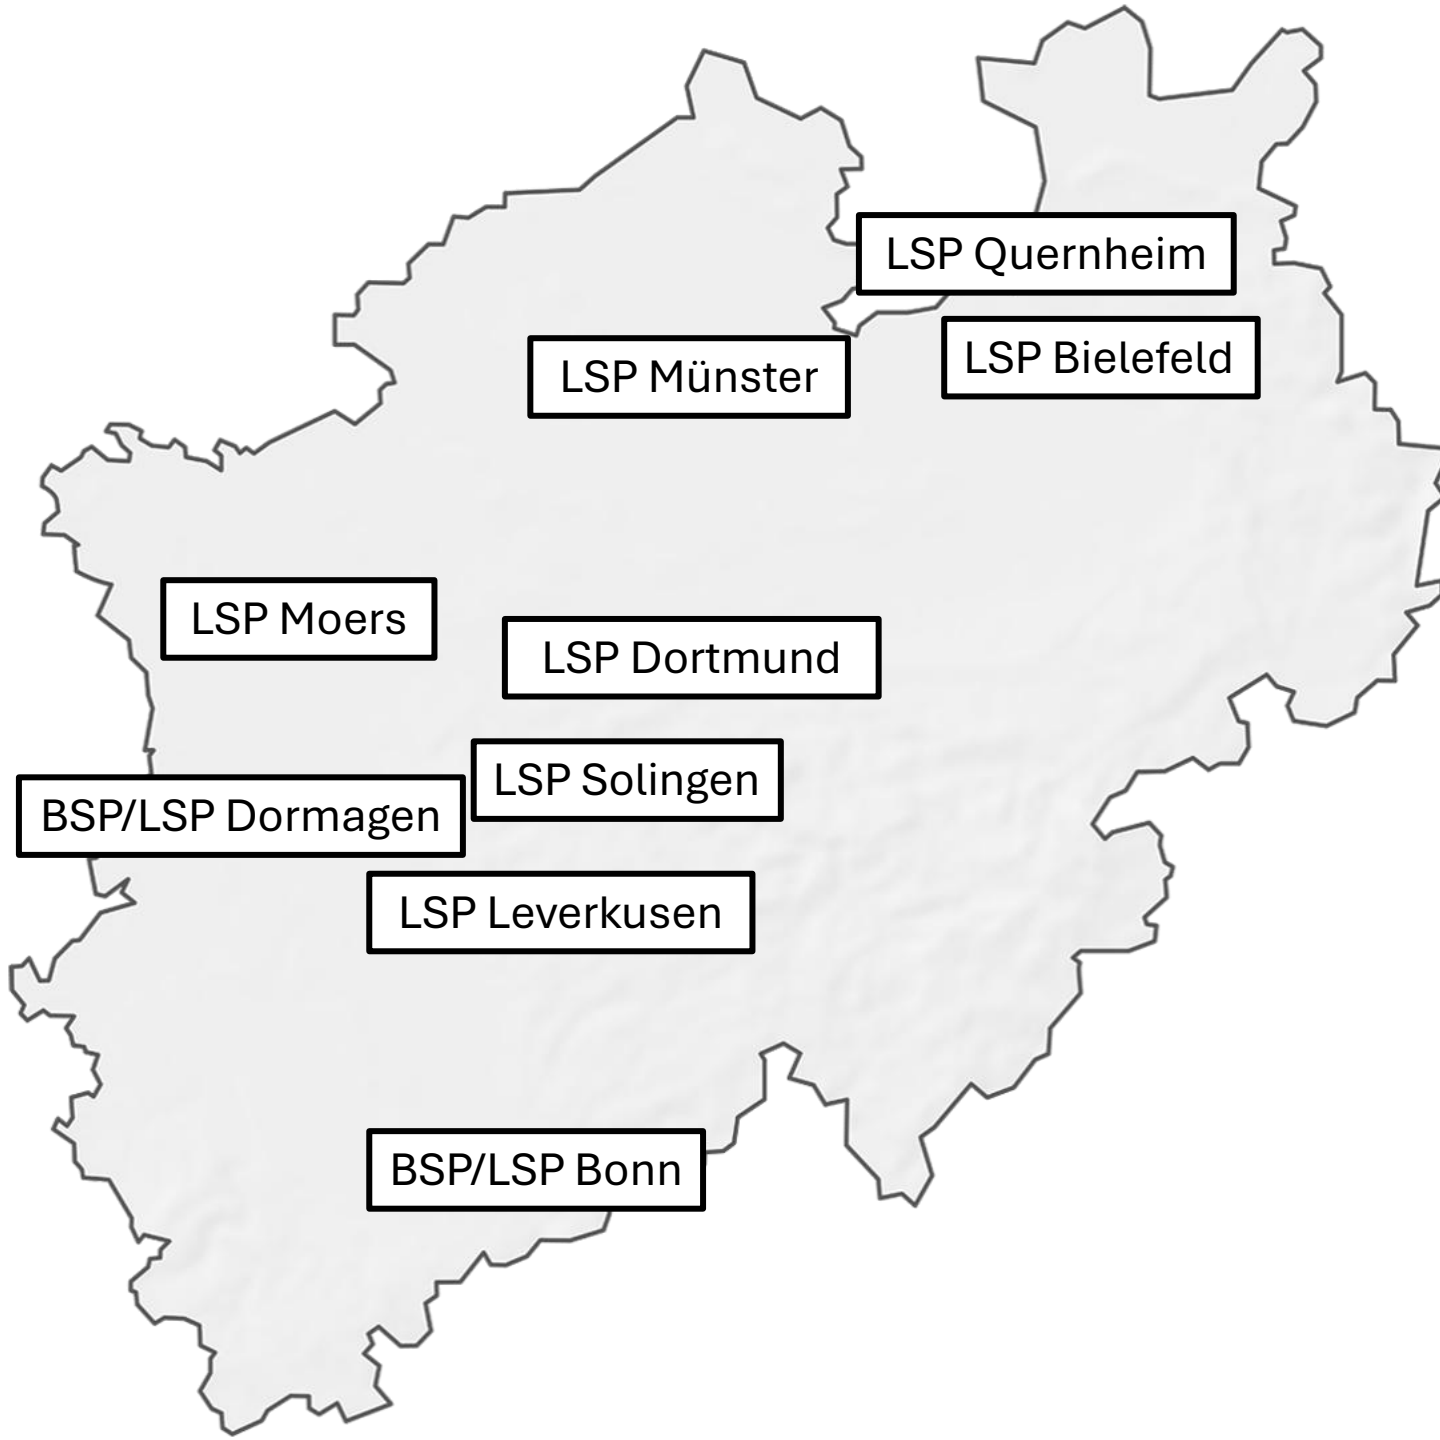 LSP Quernheim
LSP Bielefeld
LSP Münster
LSP Moers
LSP Dortmund
LSP Solingen
BSP/LSP Dormagen
LSP Leverkusen
BSP/LSP Bonn